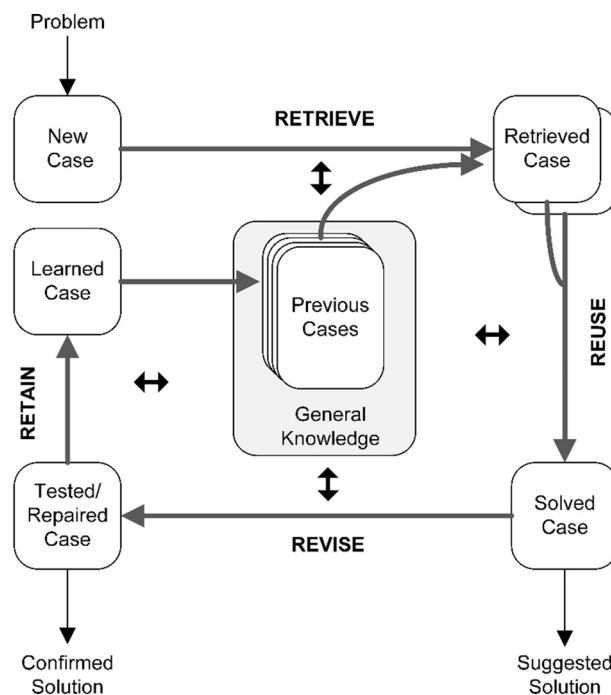 Problem
New
Case
RETRIEVE
Retrieved
Case
Learned
Case
Previous
Cases
REUSE
RETAIN
General
Knowledge
Tested/
Repaired
Case
REVISE
Solved
Case
Confirmed
Solution
Suggested
Solution